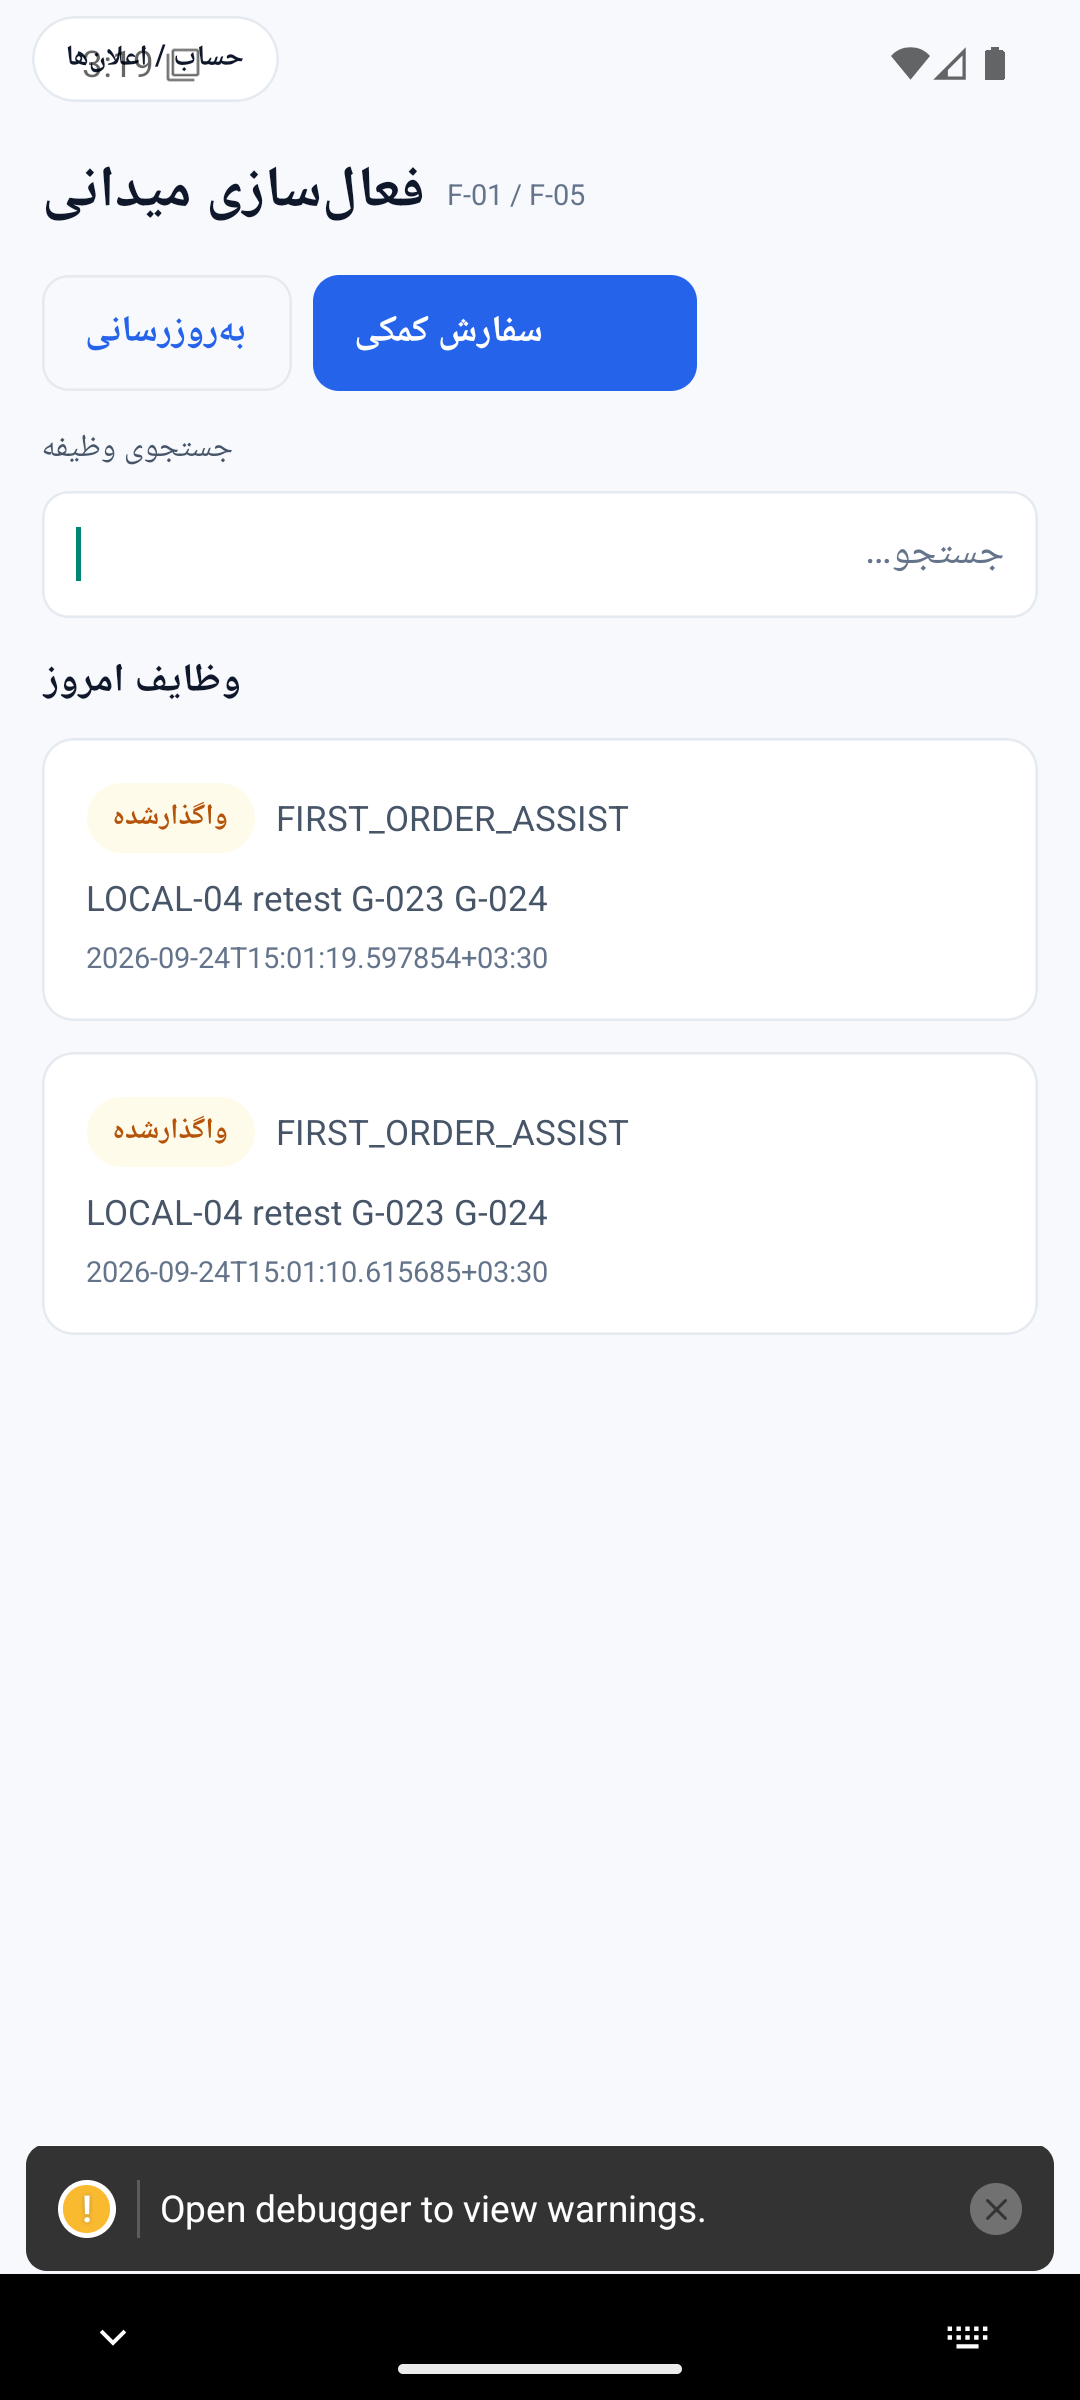 حساب / اعلان‌ها
3:19
فعال‌سازی میدانی F-01 / F-05
به‌روزرسانی
سفارش کمکی
جستجوی وظیفه
جستجو...
وظایف امروز
واگذارشده FIRST_ORDER_ASSIST
LOCAL-04 retest G-023 G-024
2026-09-24T15:01:19.597854+03:30
واگذارشده FIRST_ORDER_ASSIST
LOCAL-04 retest G-023 G-024
2026-09-24T15:01:10.615685+03:30
Open debugger to view warnings.